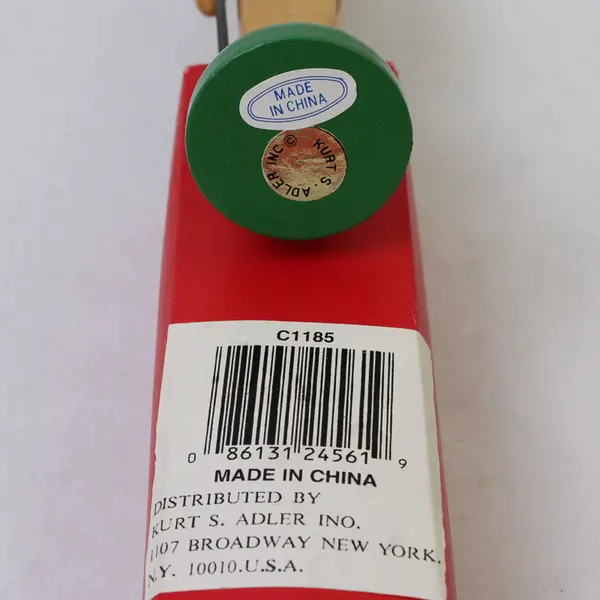 MADE
IN CHINA
KURT S. ADLER INC ©
C1185
0 86131 24561 9
MADE IN CHINA
DISTRIBUTED BY
KURT S. ADLER INO.
1107 BROADWAY NEW YORK.
N.Y. 10010.U.S.A.